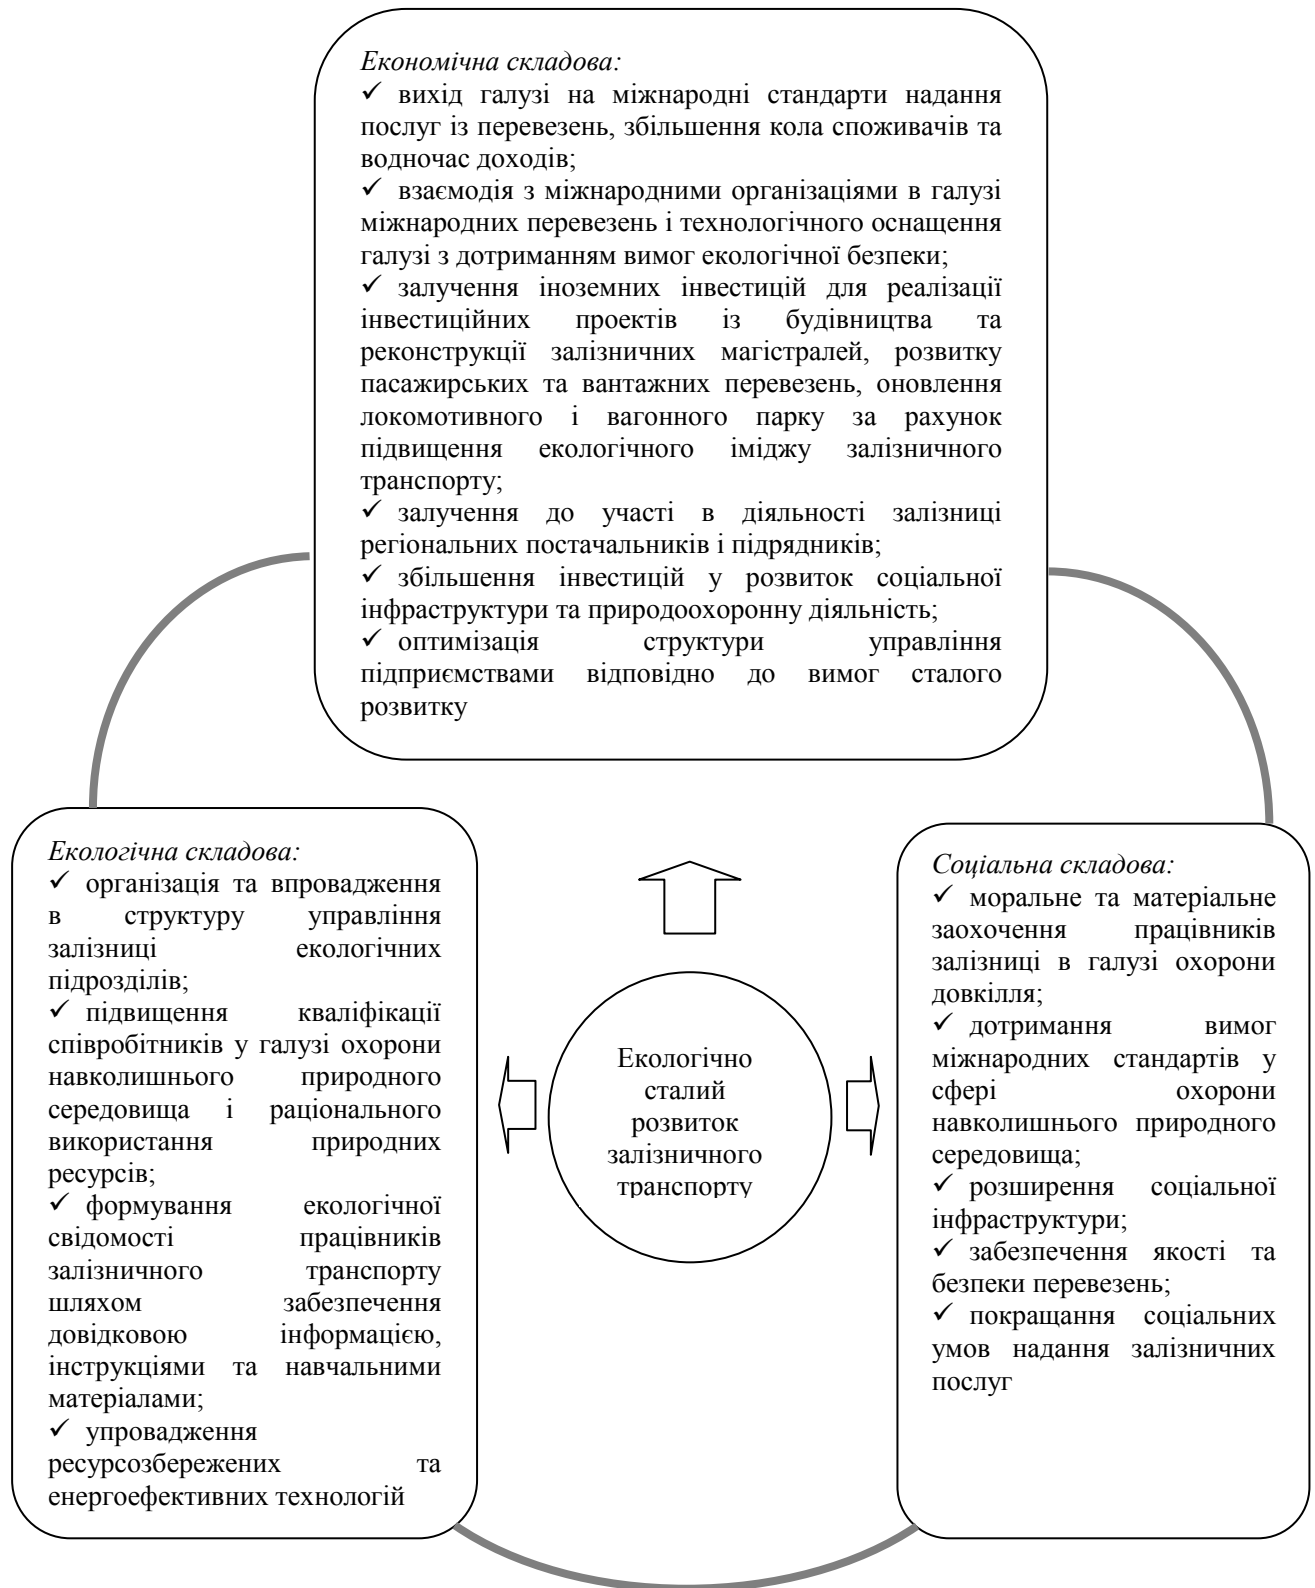 Економічна складова:
✓ вихід галузі на міжнародні стандарти надання
послуг із перевезень, збільшення кола споживачів та
водночас доходів;
✓ взаємодія з міжнародними організаціями в галузі
міжнародних перевезень і технологічного оснащення
галузі з дотриманням вимог екологічної безпеки;
✓ залучення іноземних інвестицій для реалізації
інвестиційних проектів із будівництва та
реконструкції залізничних магістралей, розвитку
пасажирських та вантажних перевезень, оновлення
локомотивного і вагонного парку за рахунок
підвищення екологічного іміджу залізничного
транспорту;
✓ залучення до участі в діяльності залізниці
регіональних постачальників і підрядників;
✓ збільшення інвестицій у розвиток соціальної
інфраструктури та природоохоронну діяльність;
✓ оптимізація структури управління
підприємствами відповідно до вимог сталого
розвитку
Екологічна складова:
✓ організація та впровадження
в структуру управління
залізниці екологічних
підрозділів;
✓ підвищення кваліфікації
співробітників у галузі охорони
навколишнього природного
середовища і раціонального
використання природних
ресурсів;
✓ формування екологічної
свідомості працівників
залізничного транспорту
шляхом забезпечення
довідковою інформацією,
інструкціями та навчальними
матеріалами;
✓ упровадження
ресурсозбережених та
енергоефективних технологій
Екологічно
сталий
розвиток
залізничного
транспорту
Соціальна складова:
✓ моральне та матеріальне
заохочення працівників
залізниці в галузі охорони
довкілля;
✓ дотримання вимог
міжнародних стандартів у
сфері охорони
навколишнього природного
середовища;
✓ розширення соціальної
інфраструктури;
✓ забезпечення якості та
безпеки перевезень;
✓ покращання соціальних
умов надання залізничних
послуг